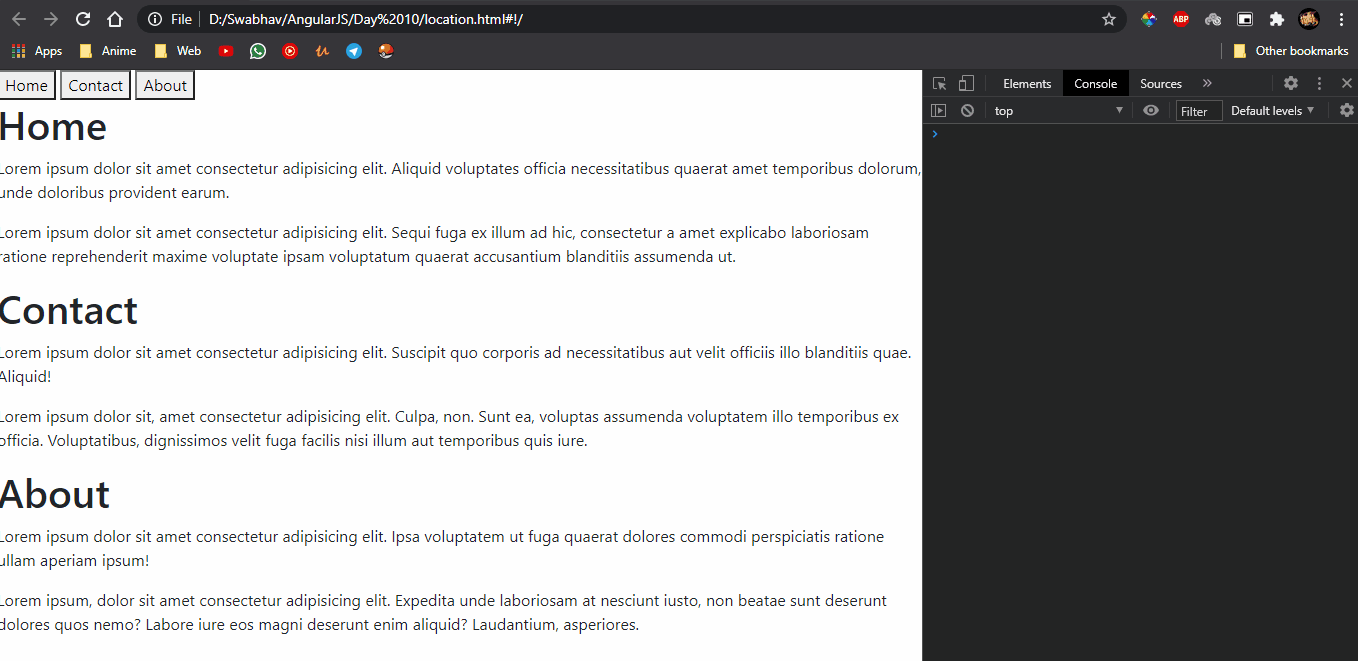 File D:/Swabhav/AngularJS/Day%2010/location.html#!/
ABP
Apps Anime Web Other bookmarks
Home Contact About
Elements Console Sources »
top Filter Default levels
Home
Lorem ipsum dolor sit amet consectetur adipisicing elit. Aliquid voluptates officia necessitatibus quaerat amet temporibus dolorum,
unde doloribus provident earum.
Lorem ipsum dolor sit amet consectetur adipisicing elit. Sequi fuga ex illum ad hic, consectetur a amet explicabo laboriosam
ratione reprehenderit maxime voluptate ipsam voluptatum quaerat accusantium blanditiis assumenda ut.
Contact
Lorem ipsum dolor sit amet consectetur adipisicing elit. Suscipit quo corporis ad necessitatibus aut velit officiis illo blanditiis quae.
Aliquid!
Lorem ipsum dolor sit, amet consectetur adipisicing elit. Culpa, non. Sunt ea, voluptas assumenda voluptatem illo temporibus ex
officia. Voluptatibus, dignissimos velit fuga facilis nisi illum aut temporibus quis iure.
About
Lorem ipsum dolor sit amet consectetur adipisicing elit. Ipsa voluptatem ut fuga quaerat dolores commodi perspiciatis ratione
ullam aperiam ipsum!
Lorem ipsum, dolor sit amet consectetur adipisicing elit. Expedita unde laboriosam at nesciunt iusto, non beatae sunt deserunt
dolores quos nemo? Labore iure eos magni deserunt enim aliquid? Laudantium, asperiores.